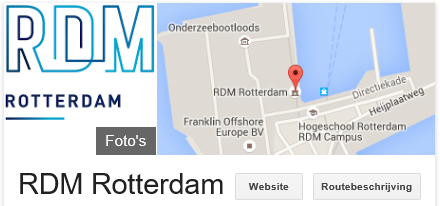 RDM
ROTTERDAM
Foto's
Onderzeebootloods
RDM Rotterdam
Directiekade
Heijplaatweg
Franklin Offshore
Europe BV
Hogeschool Rotterdam
RDM Campus
RDM Rotterdam
Website
Routebeschrijving